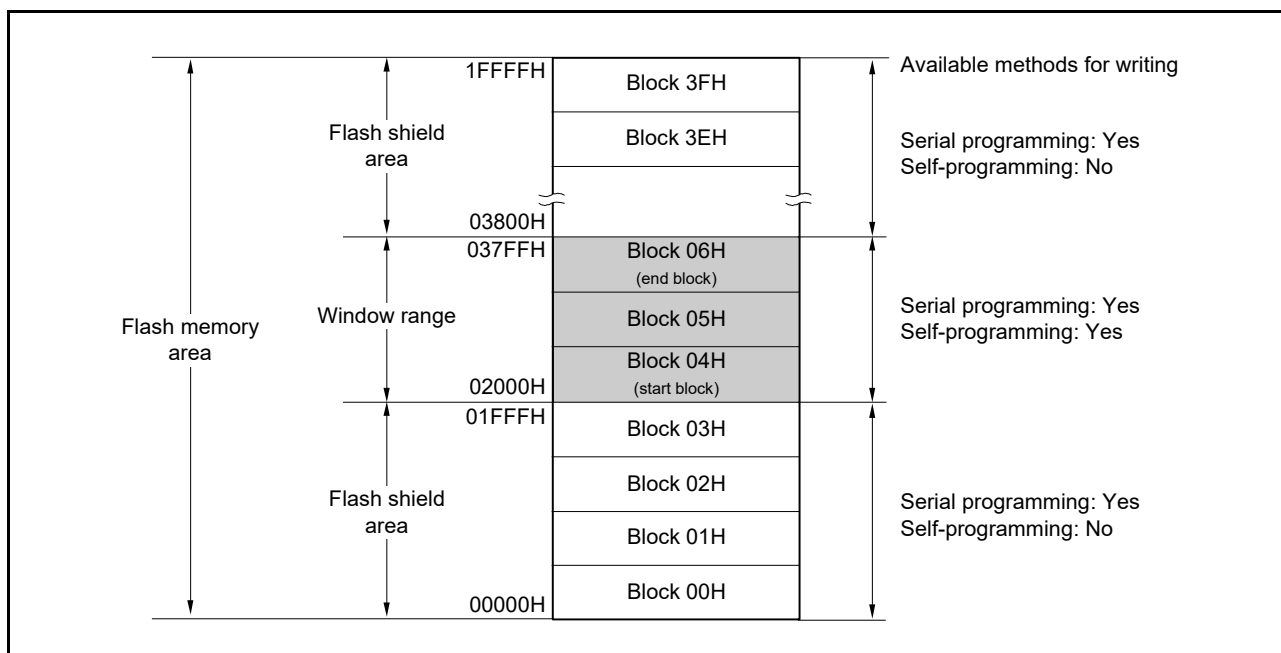 1FFFFH
Block 3FH
Available methods for writing
Flash shield
area
Block 3EH
Serial programming: Yes
Self-programming: No
03800H
037FFH
Block 06H
(end block)
Flash memory
area
Window range
Block 05H
Serial programming: Yes
Self-programming: Yes
Block 04H
(start block)
02000H
01FFFH
Block 03H
Flash shield
area
Block 02H
Serial programming: Yes
Self-programming: No
Block 01H
Block 00H
00000H